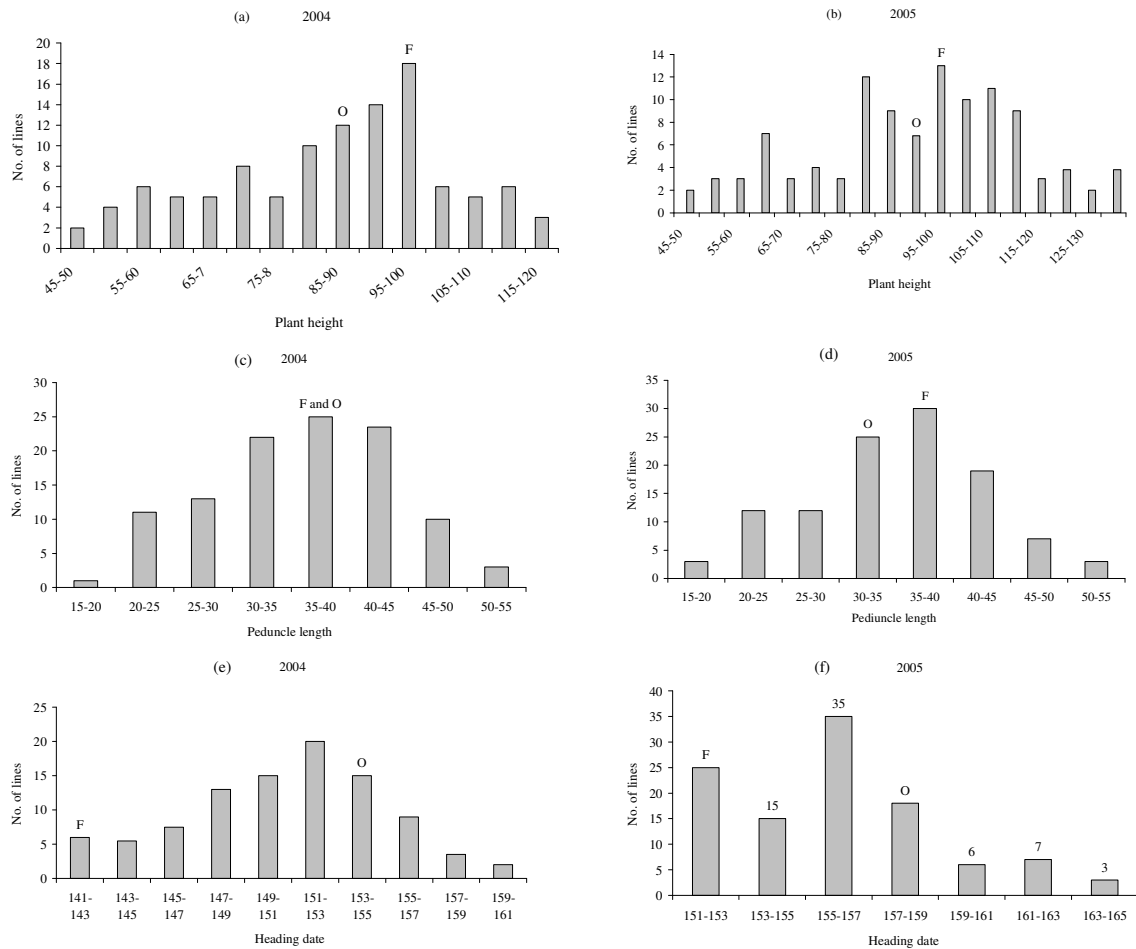 (a) 2004
F
O
No. of lines
20
18
16
14
12
10
8
6
4
2
0
45-50 55-60 65-7 75-8 85-90 95-100 105-110 115-120
Plant height
(b) 2005
F
O
No. of lines
14
12
10
8
6
4
2
0
45-50 55-60 65-70 75-80 85-90 95-100 105-110 115-120 125-130
Plant height
(c) 2004
F and O
No. of lines
30
25
20
15
10
5
0
15-20 20-25 25-30 30-35 35-40 40-45 45-50 50-55
Peduncle length
(d) 2005
F
O
No. of lines
35
30
25
20
15
10
5
0
15-20 20-25 25-30 30-35 35-40 40-45 45-50 50-55
Pediuncle length
(e) 2004
F
O
No. of lines
25
20
15
10
5
0
141- 143- 145- 147- 149- 151- 153- 155- 157- 159-
143 145 147 149 151 153 155 157 159 161
Heading date
(f) 2005
35
F
15
O
6
7
3
No. of lines
40
35
30
25
20
15
10
5
0
151-153 153-155 155-157 157-159 159-161 161-163 163-165
Heading date